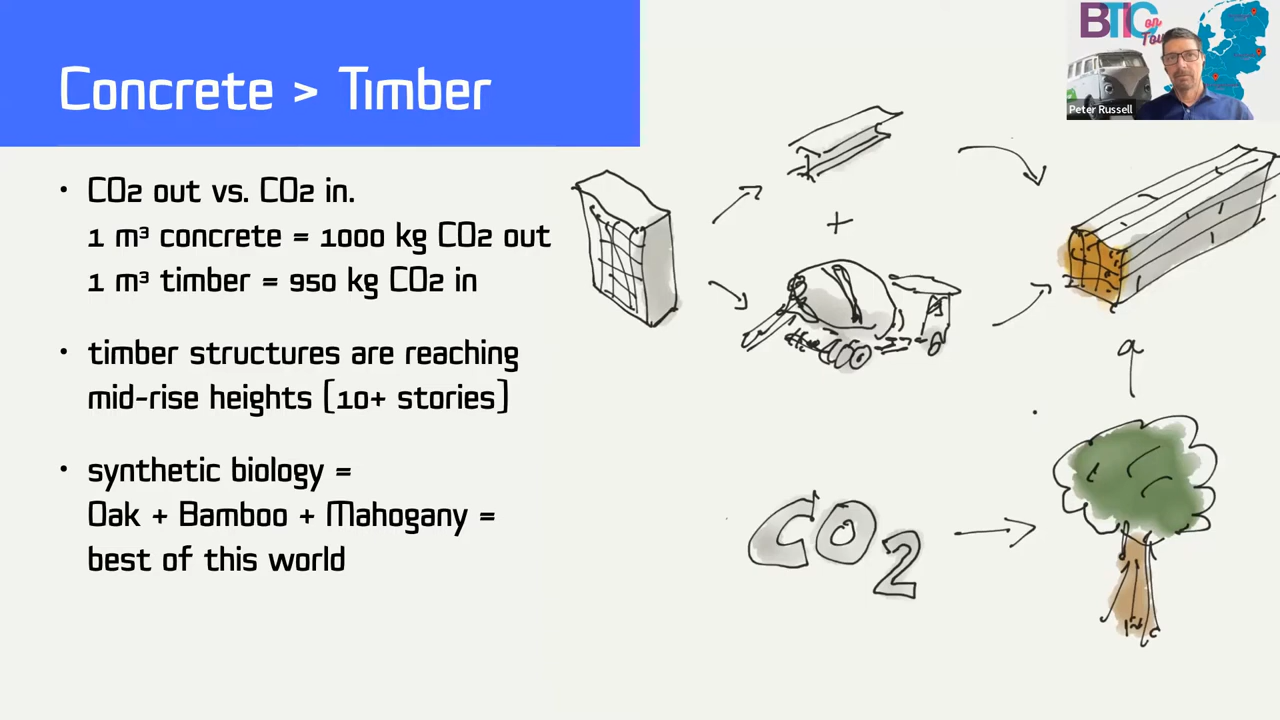 Concrete > Timber
• CO2 out vs. CO2 in.
1 m³ concrete = 1000 kg CO2 out
1 m³ timber = 950 kg CO2 in
• timber structures are reaching
mid-rise heights [10+ stories]
• synthetic biology =
Oak + Bamboo + Mahogany =
best of this world
+
CO2
BTIC
on
Peter Russell